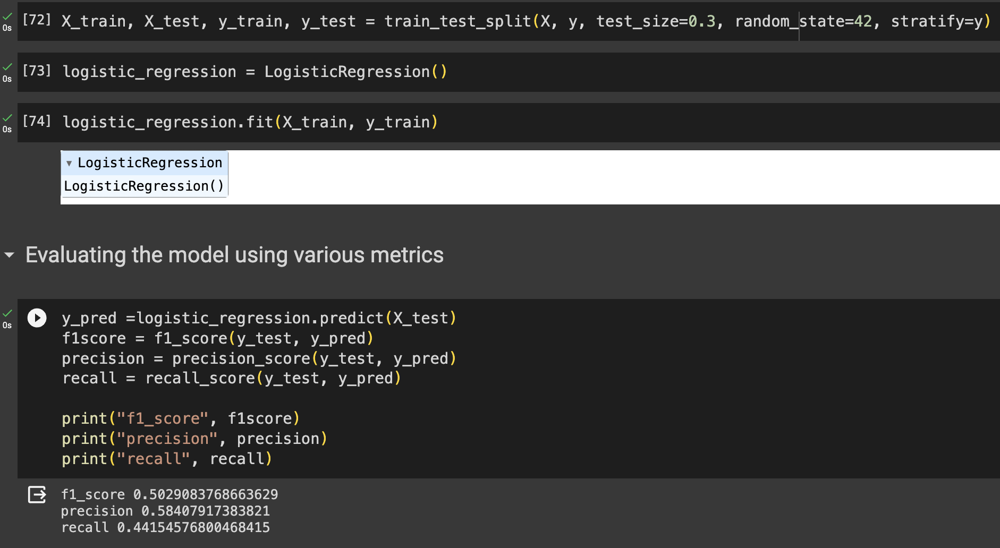 [72] X_train, X_test, y_train, y_test = train_test_split(X, y, test_size=0.3, random_state=42, stratify=y)
0s
[73] logistic_regression = LogisticRegression()
0s
[74] logistic_regression.fit(X_train, y_train)
0s
▾ LogisticRegression
LogisticRegression()
Evaluating the model using various metrics
0s
y_pred =logistic_regression.predict(X_test)
f1score = f1_score(y_test, y_pred)
precision = precision_score(y_test, y_pred)
recall = recall_score(y_test, y_pred)
print("f1_score", f1score)
print("precision", precision)
print("recall", recall)
f1_score 0.5029083768663629
precision 0.58407917383821
recall 0.44154576800468415